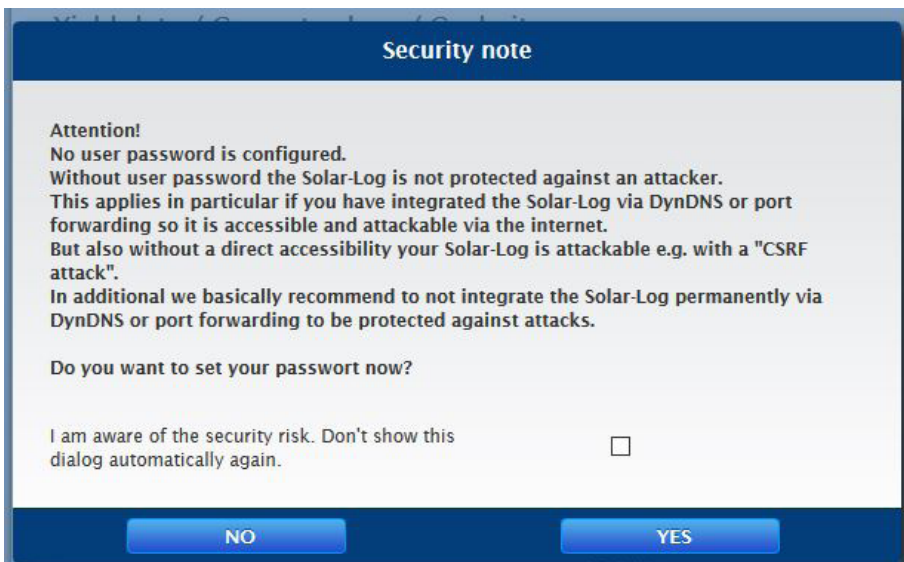 Security note
Attention!
No user password is configured.
Without user password the Solar-Log is not protected against an attacker.
This applies in particular if you have integrated the Solar-Log via DynDNS or port
forwarding so it is accessible and attackable via the internet.
But also without a direct accessibility your Solar-Log is attackable e.g. with a "CSRF
attack".
In additional we basically recommend to not integrate the Solar-Log permanently via
DynDNS or port forwarding to be protected against attacks.
Do you want to set your passwort now?
I am aware of the security risk. Don't show this
dialog automatically again.
NO
YES